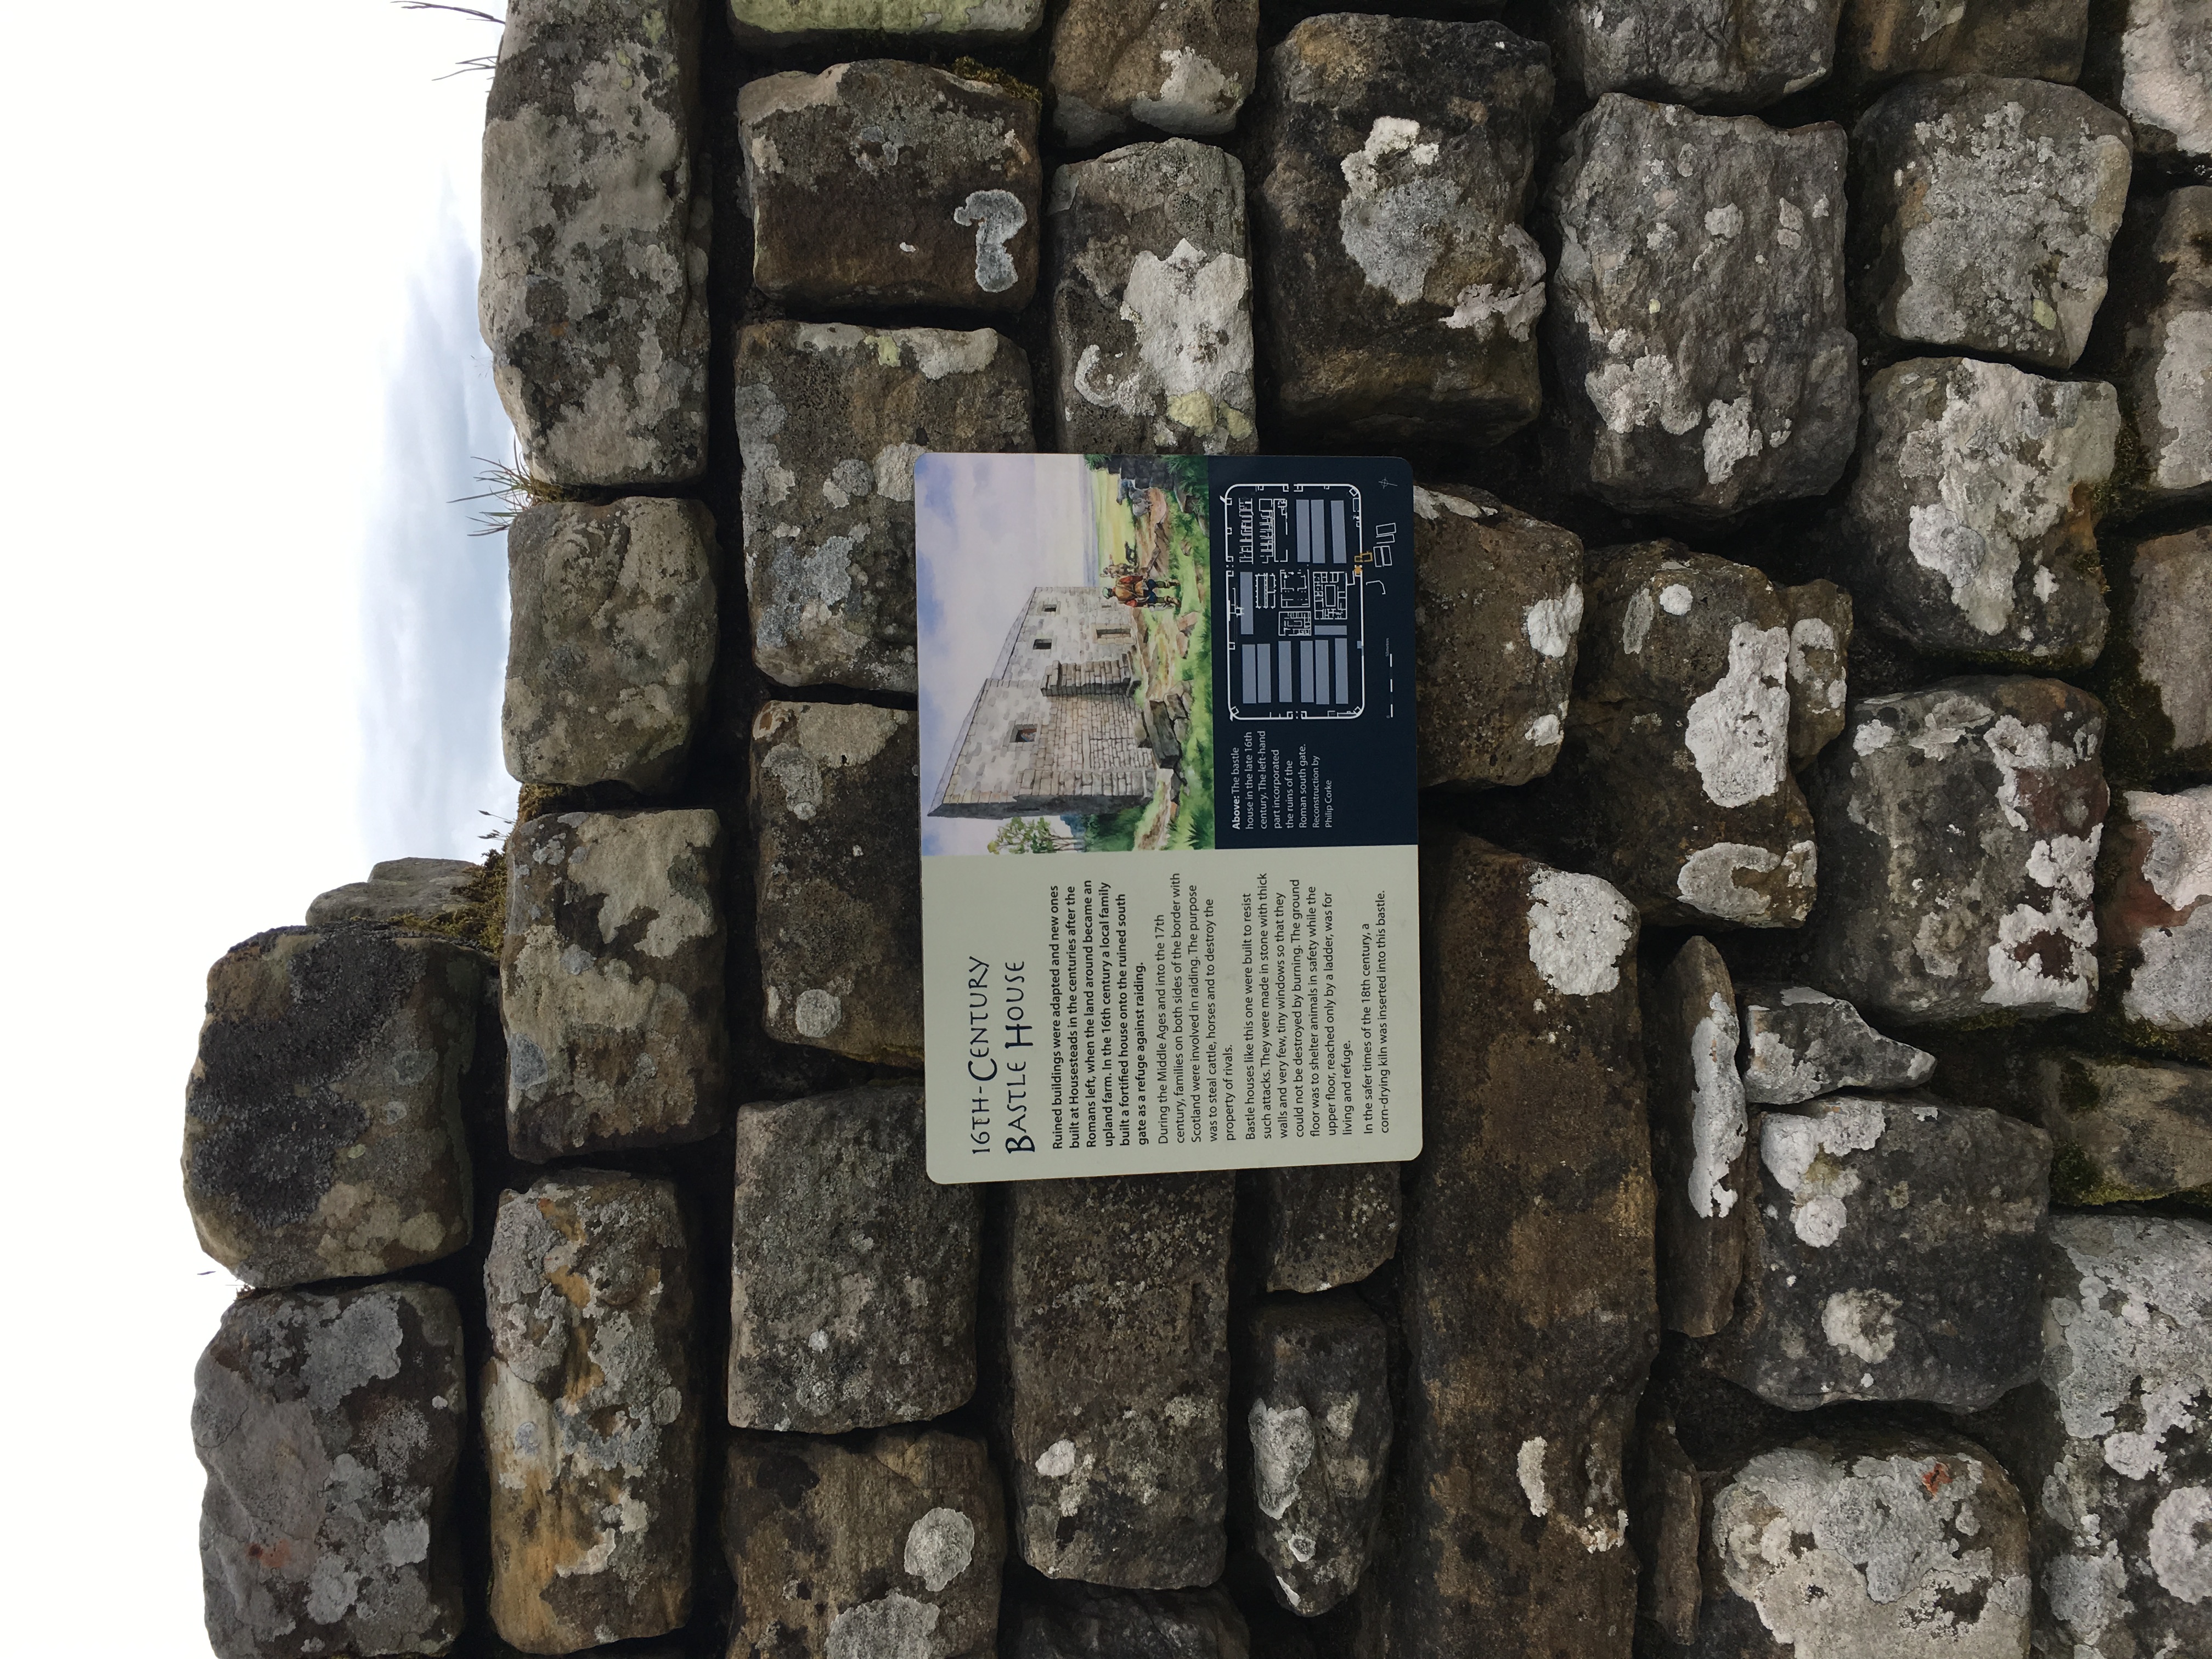 16TH-CENTURY
BASTLE HOUSE
Ruined buildings were adapted and new ones
built at Housesteads in the centuries after the
Romans left, when the land around became an
upland farm. In the 16th century a local family
built a fortified house onto the ruined south
gate as a refuge against raiding.
During the Middle Ages and into the 17th
century, families on both sides of the border with
Scotland were involved in raiding. The purpose
was to steal cattle, horses and to destroy the
property of rivals.
Bastle houses like this one were built to resist
such attacks. They were made in stone with thick
walls and very few, tiny windows so that they
could not be destroyed by burning. The ground
floor was to shelter animals in safety while the
upper floor, reached only by a ladder, was for
living and refuge.
In the safer times of the 18th century, a
corn-drying kiln was inserted into this bastle.
Above: The bastle
house in the late 16th
century. The left-hand
part incorporated
the ruins of the
Roman south gate.
Reconstruction by
Philip Corke